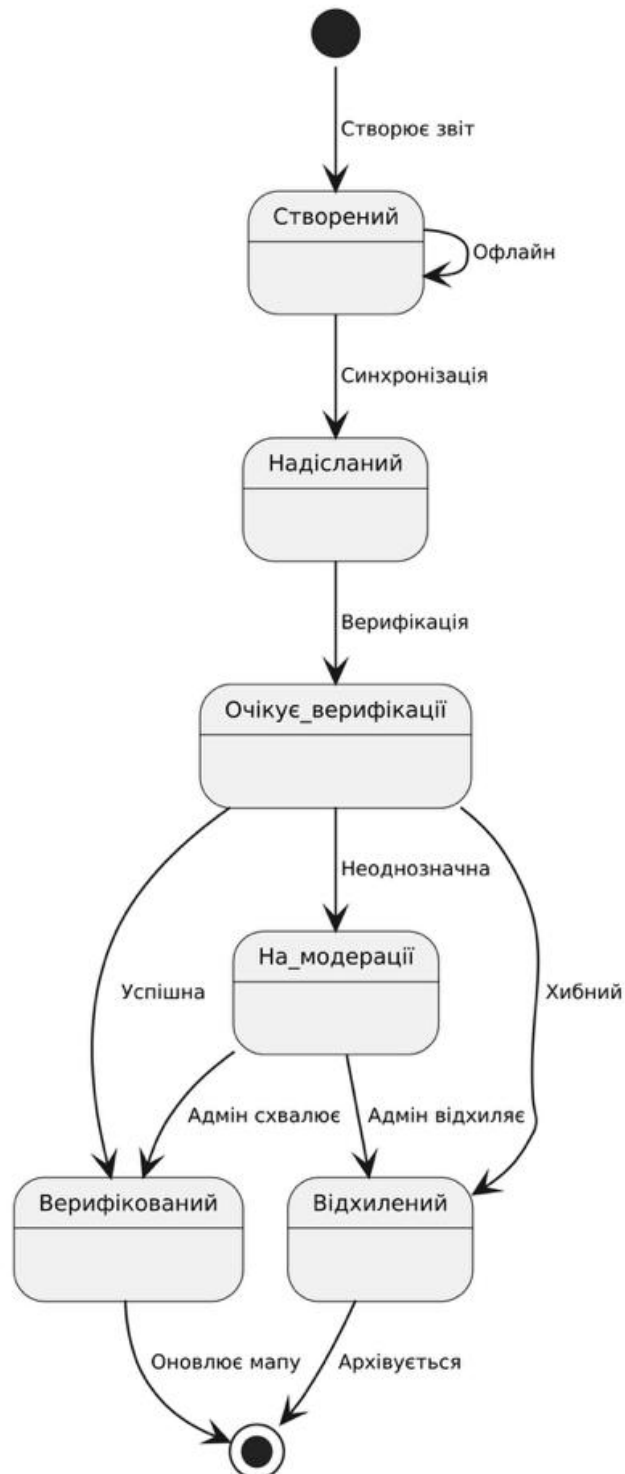 Створює звіт
Створений
Офлайн
Синхронізація
Надісланий
Верифікація
Очікує_верифікації
Неоднозначна
На_модерації
Успішна
Хибний
Адмін схвалює
Адмін відхиляє
Верифікований
Відхилений
Оновлює мапу
Архівується